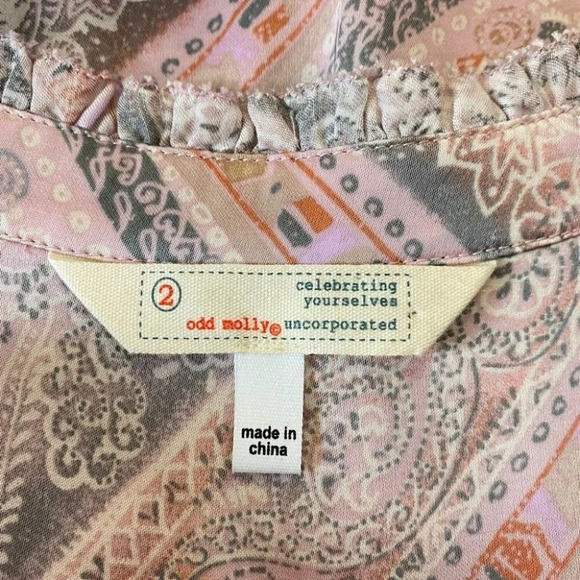 2
celebrating
yourselves
odd molly© uncorporated
made in
china